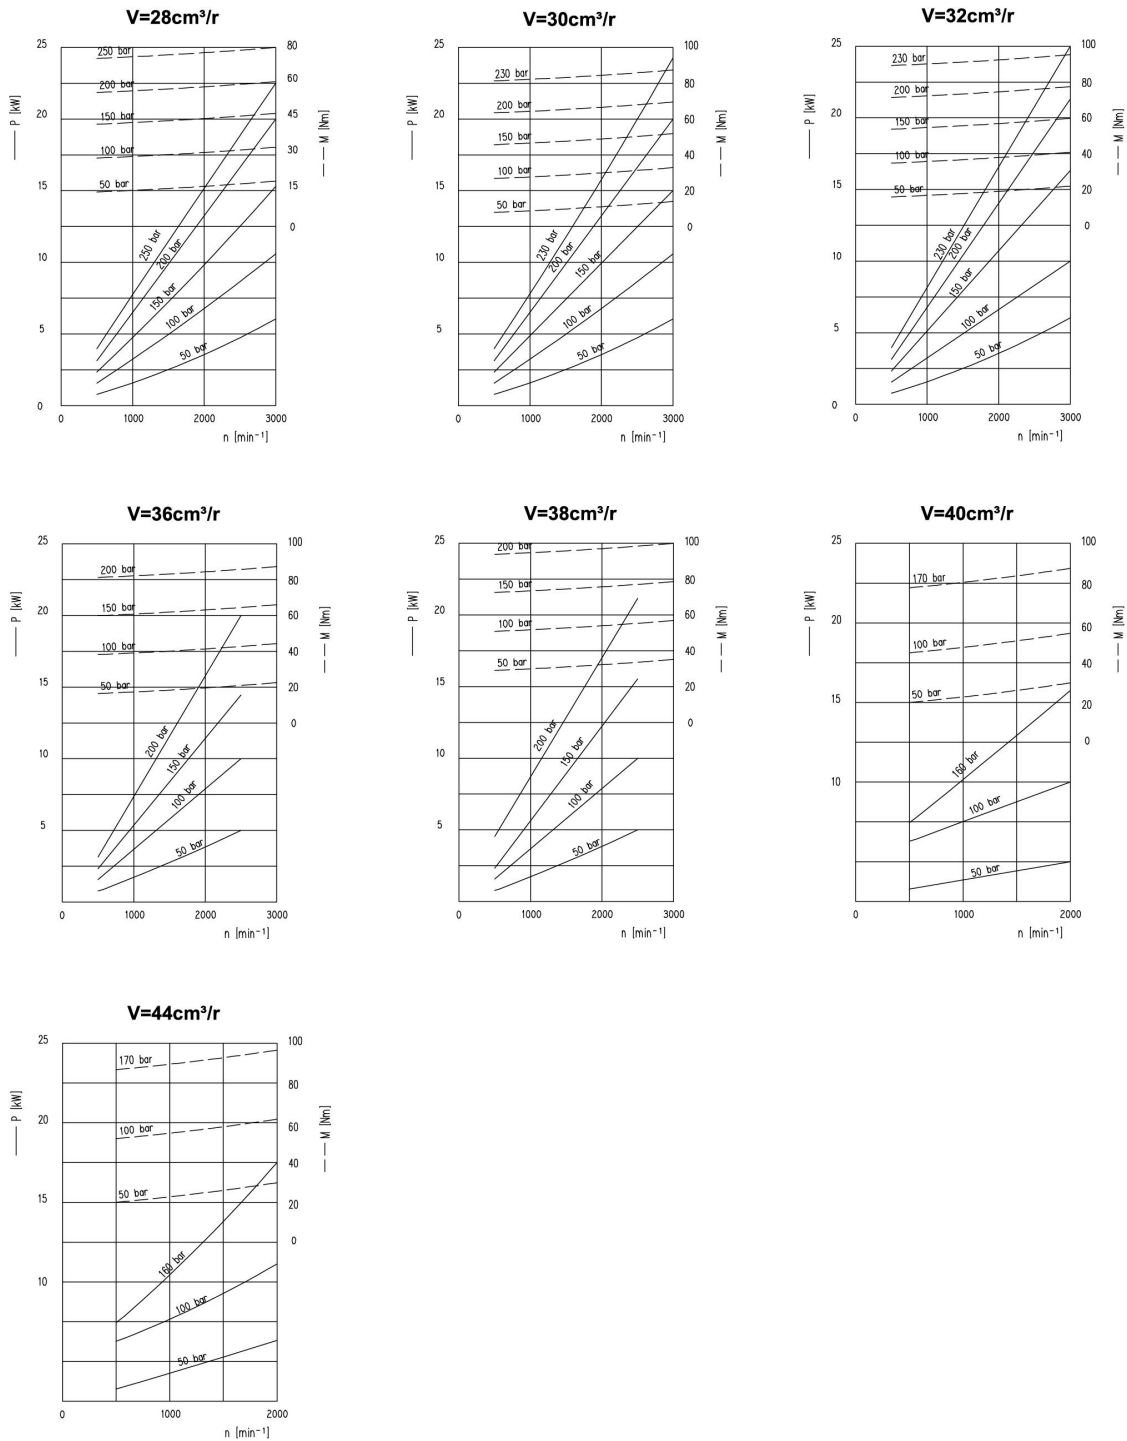 V=28cm³/r
25
20
15
10
5
0
P [kW]
80
60
45
30
15
0
M [Nm]
250 bar
200 bar
150 bar
100 bar
50 bar
250 bar
200 bar
150 bar
100 bar
50 bar
0 1000 2000 3000
n [min⁻¹]
V=30cm³/r
25
20
15
10
5
0
P [kW]
100
80
60
40
20
0
M [Nm]
230 bar
200 bar
150 bar
100 bar
50 bar
230 bar
200 bar
150 bar
100 bar
50 bar
0 1000 2000 3000
n [min⁻¹]
V=32cm³/r
25
20
15
10
5
0
P [kW]
100
80
60
40
20
0
M [Nm]
230 bar
200 bar
150 bar
100 bar
50 bar
230 bar
200 bar
150 bar
100 bar
50 bar
0 1000 2000 3000
n [min⁻¹]
V=36cm³/r
25
20
15
10
5
P [kW]
100
80
60
40
20
0
M [Nm]
200 bar
150 bar
100 bar
50 bar
200 bar
150 bar
100 bar
50 bar
0 1000 2000 3000
n [min⁻¹]
V=38cm³/r
25
20
15
10
5
P [kW]
100
80
60
40
20
0
M [Nm]
200 bar
150 bar
100 bar
50 bar
200 bar
150 bar
100 bar
50 bar
0 1000 2000 3000
n [min⁻¹]
V=40cm³/r
25
20
15
10
P [kW]
100
80
60
40
20
0
M [Nm]
170 bar
100 bar
50 bar
160 bar
100 bar
50 bar
0 1000 2000
n [min⁻¹]
V=44cm³/r
25
20
15
10
P [kW]
100
80
60
40
20
0
M [Nm]
170 bar
100 bar
50 bar
160 bar
100 bar
50 bar
0 1000 2000
n [min⁻¹]